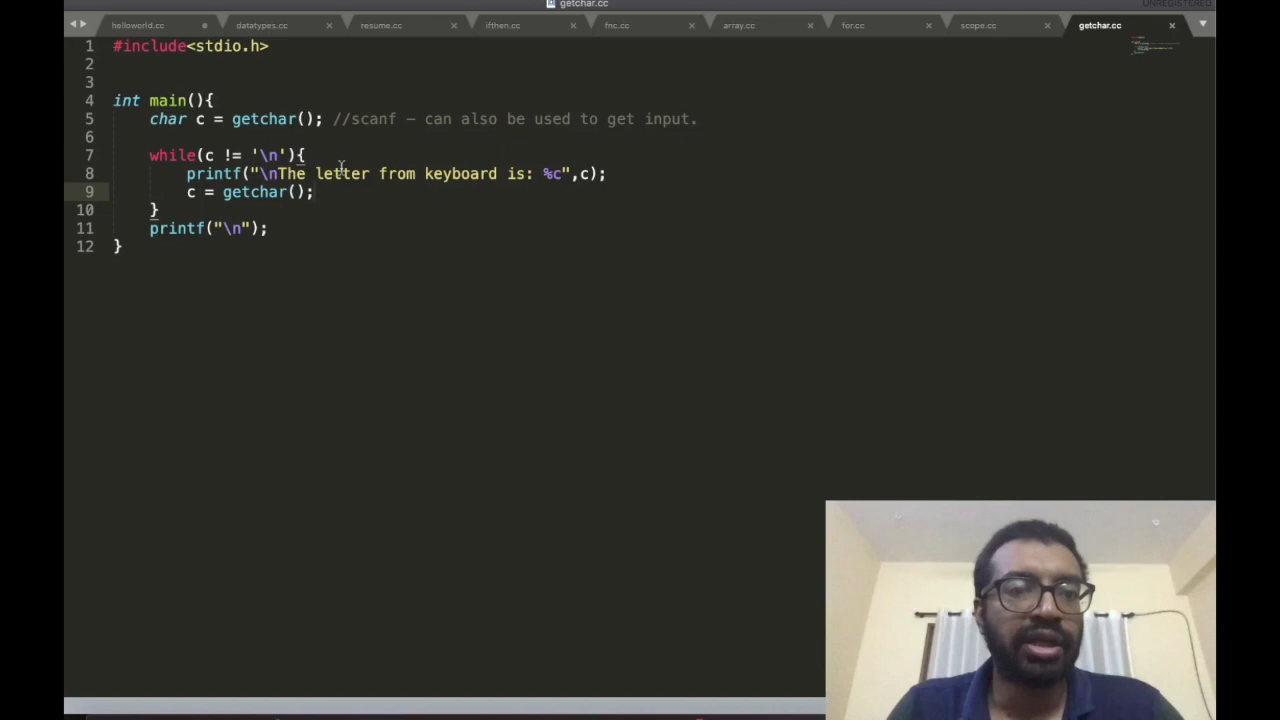 getchar.cc
UNREGISTERED
helloworld.cc
datatypes.cc
resume.cc
ifthen.cc
fnc.cc
array.cc
for.cc
scope.cc
getchar.cc
1 #include<stdio.h>
2
3
4 int main(){
5 char c = getchar(); //scanf – can also be used to get input.
6
7 while(c != '\n'){
8 printf("\nThe letter from keyboard is: %c",c);
9 c = getchar();
10 }
11 printf("\n");
12 }